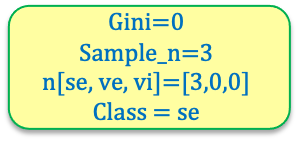 Gini=0
Sample_n=3
n[se, ve, vi]=[3,0,0]
Class = se